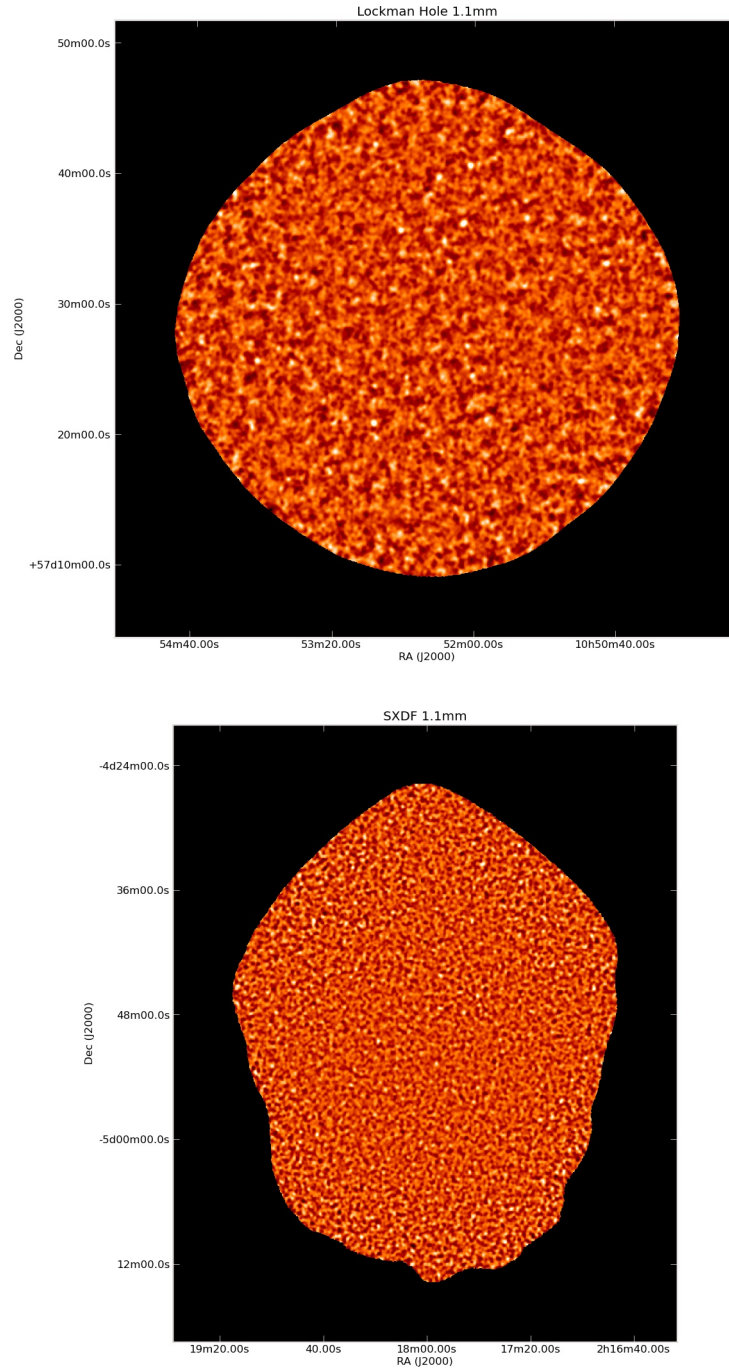 Lockman Hole 1.1mm
50m00.0s
40m00.0s
30m00.0s
20m00.0s
+57d10m00.0s
Dec (J2000)
54m40.00s 53m20.00s 52m00.00s 10h50m40.00s
RA (J2000)
SXDF 1.1mm
-4d24m00.0s
36m00.0s
48m00.0s
-5d00m00.0s
12m00.0s
Dec (J2000)
19m20.00s 40.00s 18m00.00s 17m20.00s 2h16m40.00s
RA (J2000)